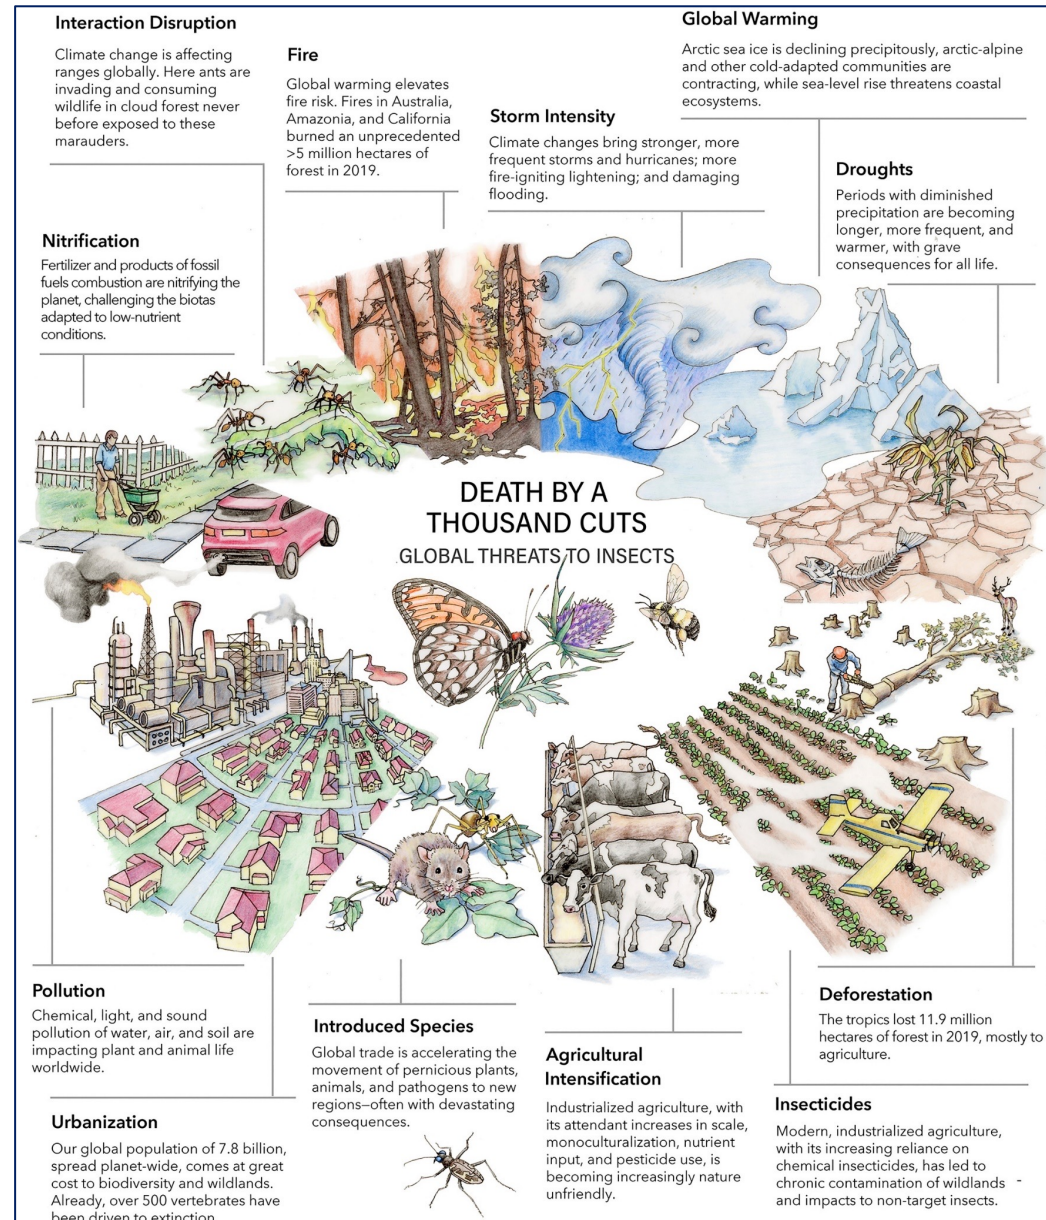 Interaction Disruption
Climate change is affecting
ranges globally. Here ants are
invading and consuming
wildlife in cloud forest never
before exposed to these
marauders.
Fire
Global warming elevates
fire risk. Fires in Australia,
Amazonia, and California
burned an unprecedented
>5 million hectares of
forest in 2019.
Storm Intensity
Climate changes bring stronger, more
frequent storms and hurricanes; more
fire-igniting lightening; and damaging
flooding.
Global Warming
Arctic sea ice is declining precipitously, arctic-alpine
and other cold-adapted communities are
contracting, while sea-level rise threatens coastal
ecosystems.
Droughts
Periods with diminished
precipitation are becoming
longer, more frequent, and
warmer, with grave
consequences for all life.
Nitrification
Fertilizer and products of fossil
fuels combustion are nitrifying the
planet, challenging the biotas
adapted to low-nutrient
conditions.
DEATH BY A
THOUSAND CUTS
GLOBAL THREATS TO INSECTS
Pollution
Chemical, light, and sound
pollution of water, air, and soil are
impacting plant and animal life
worldwide.
Urbanization
Our global population of 7.8 billion,
spread planet-wide, comes at great
cost to biodiversity and wildlands.
Already, over 500 vertebrates have
been driven to extinction
Introduced Species
Global trade is accelerating the
movement of pernicious plants,
animals, and pathogens to new
regions—often with devastating
consequences.
Agricultural
Intensification
Industrialized agriculture, with
its attendant increases in scale,
monoculturalization, nutrient
input, and pesticide use, is
becoming increasingly nature
unfriendly.
Deforestation
The tropics lost 11.9 million
hectares of forest in 2019, mostly to
agriculture.
Insecticides
Modern, industrialized agriculture,
with its increasing reliance on
chemical insecticides, has led to
chronic contamination of wildlands -
and impacts to non-target insects.